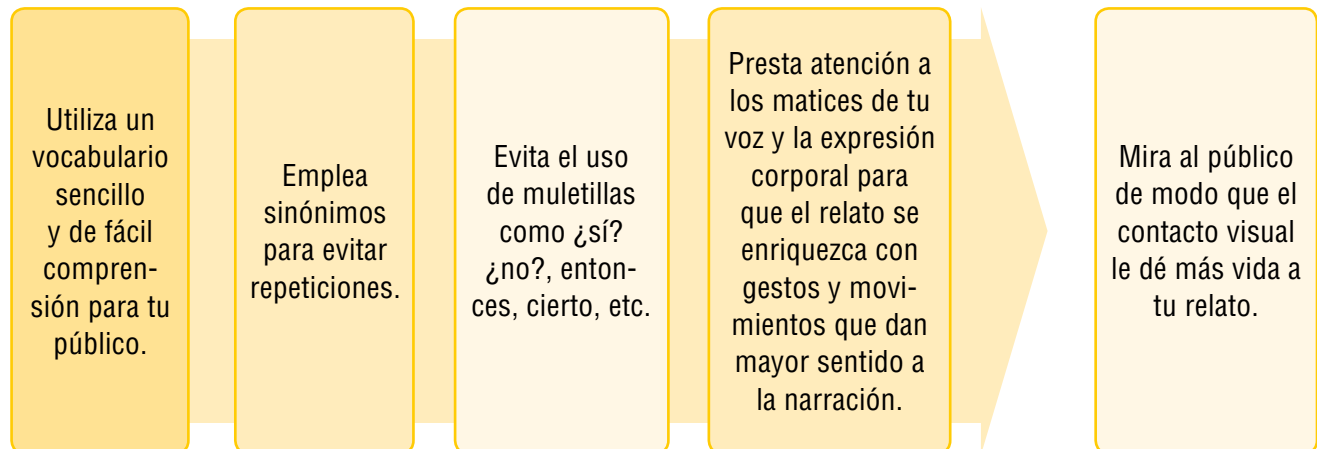 Utiliza un
vocabulario
sencillo
y de fácil
compren-
sión para tu
público.
Emplea
sinónimos
para evitar
repeticiones.
Evita el uso
de muletillas
como ¿sí?
¿no?, enton-
ces, cierto, etc.
Presta atención a
los matices de tu
voz y la expresión
corporal para
que el relato se
enriquezca con
gestos y movi-
mientos que dan
mayor sentido a
la narración.
Mira al público
de modo que el
contacto visual
le dé más vida a
tu relato.